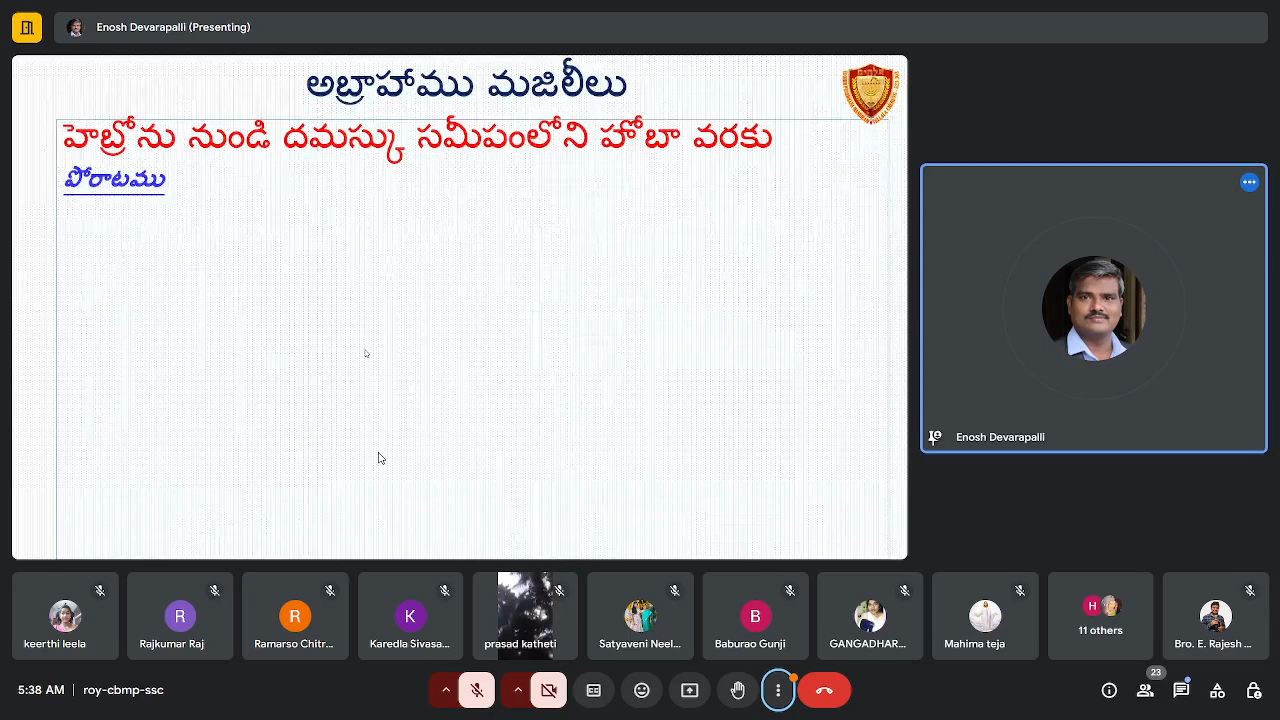 Enosh Devarapalli (Presenting)
అబ్రాహాము మజిలీలు
హెబ్రోను నుండి దమస్కు సమీపంలోని హోబా వరకు
పోరాటము
Enosh Devarapalli
keerthi leela
R
Rajkumar Raj
R
Ramarso Chitr...
K
Karedla Sivasa...
prasad katheti
Satyaveni Neel...
B
Baburao Gunji
GANGADHAR...
Mahima teja
H
11 others
Bro. E. Rajesh ...
5:38 AM | roy-cbmp-ssc
23